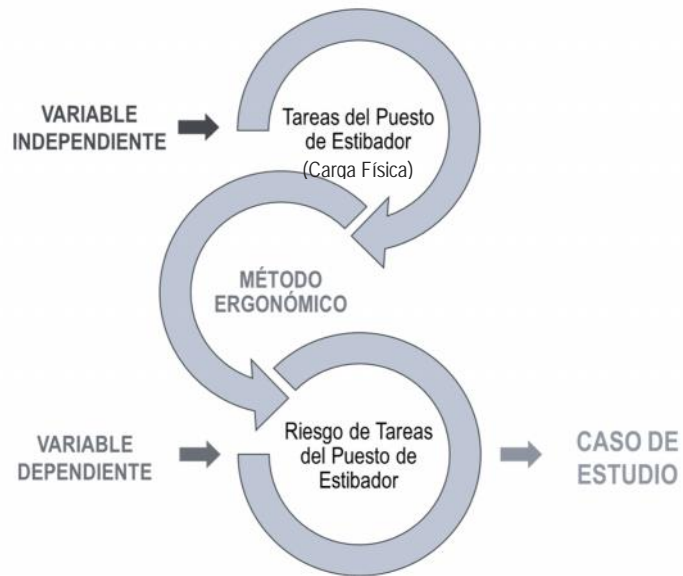 VARIABLE
INDEPENDIENTE
Tareas del Puesto
de Estibador
(Carga Física)
MÉTODO
ERGONÓMICO
VARIABLE
DEPENDIENTE
Riesgo de Tareas
del Puesto de
Estibador
CASO DE
ESTUDIO